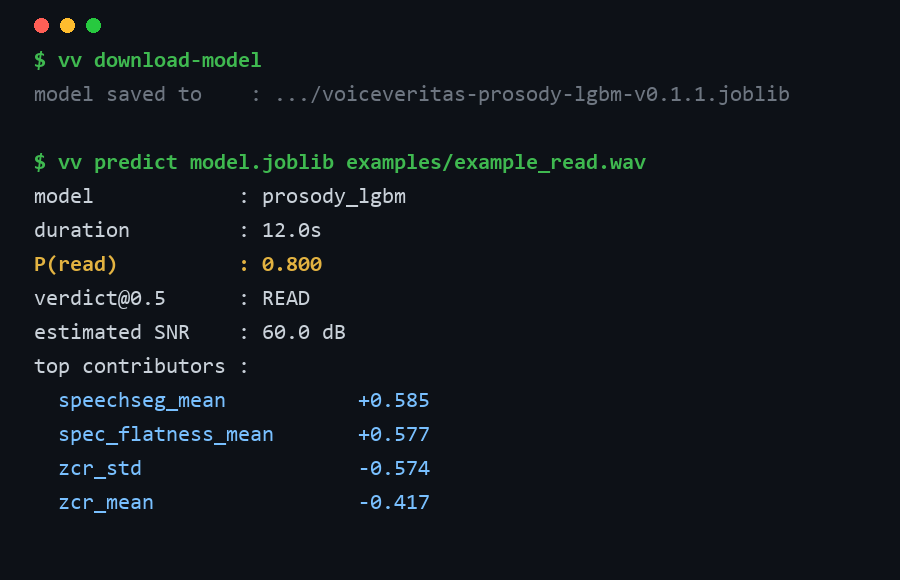 $ vv download-model
model saved to    : .../voiceveritas-prosody-lgbm-v0.1.1.joblib
$ vv predict model.joblib examples/example_read.wav
model            : prosody_lgbm
duration         : 12.0s
P(read)          : 0.800
verdict@0.5      : READ
estimated SNR    : 60.0 dB
top contributors :
  speechseg_mean           +0.585
  spec_flatness_mean       +0.577
  zcr_std                  -0.574
  zcr_mean                 -0.417